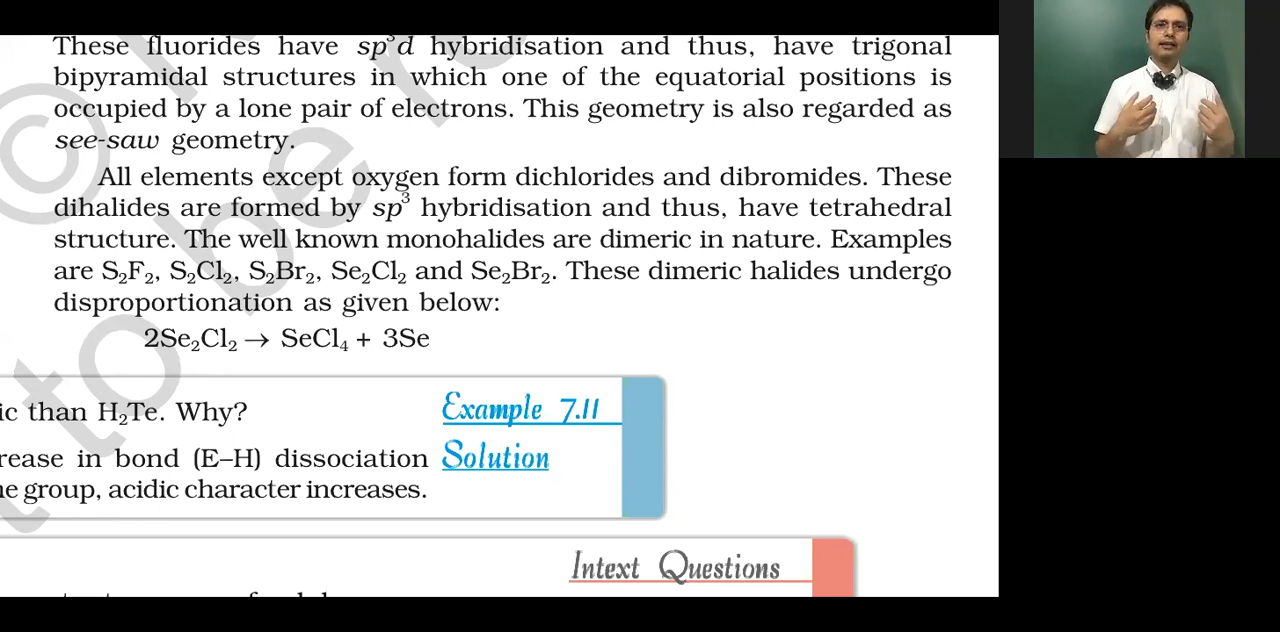 These fluorides have sp³d hybridisation and thus, have trigonal
bipyramidal structures in which one of the equatorial positions is
occupied by a lone pair of electrons. This geometry is also regarded as
see-saw geometry.
All elements except oxygen form dichlorides and dibromides. These
dihalides are formed by sp³ hybridisation and thus, have tetrahedral
structure. The well known monohalides are dimeric in nature. Examples
are S₂F₂, S₂Cl₂, S₂Br₂, Se₂Cl₂ and Se₂Br₂. These dimeric halides undergo
disproportionation as given below:
2Se₂Cl₂ → SeCl₄ + 3Se
than H₂Te. Why?
Example 7.11
in bond (E–H) dissociation
Solution
group, acidic character increases.
Intext Questions
©
to be